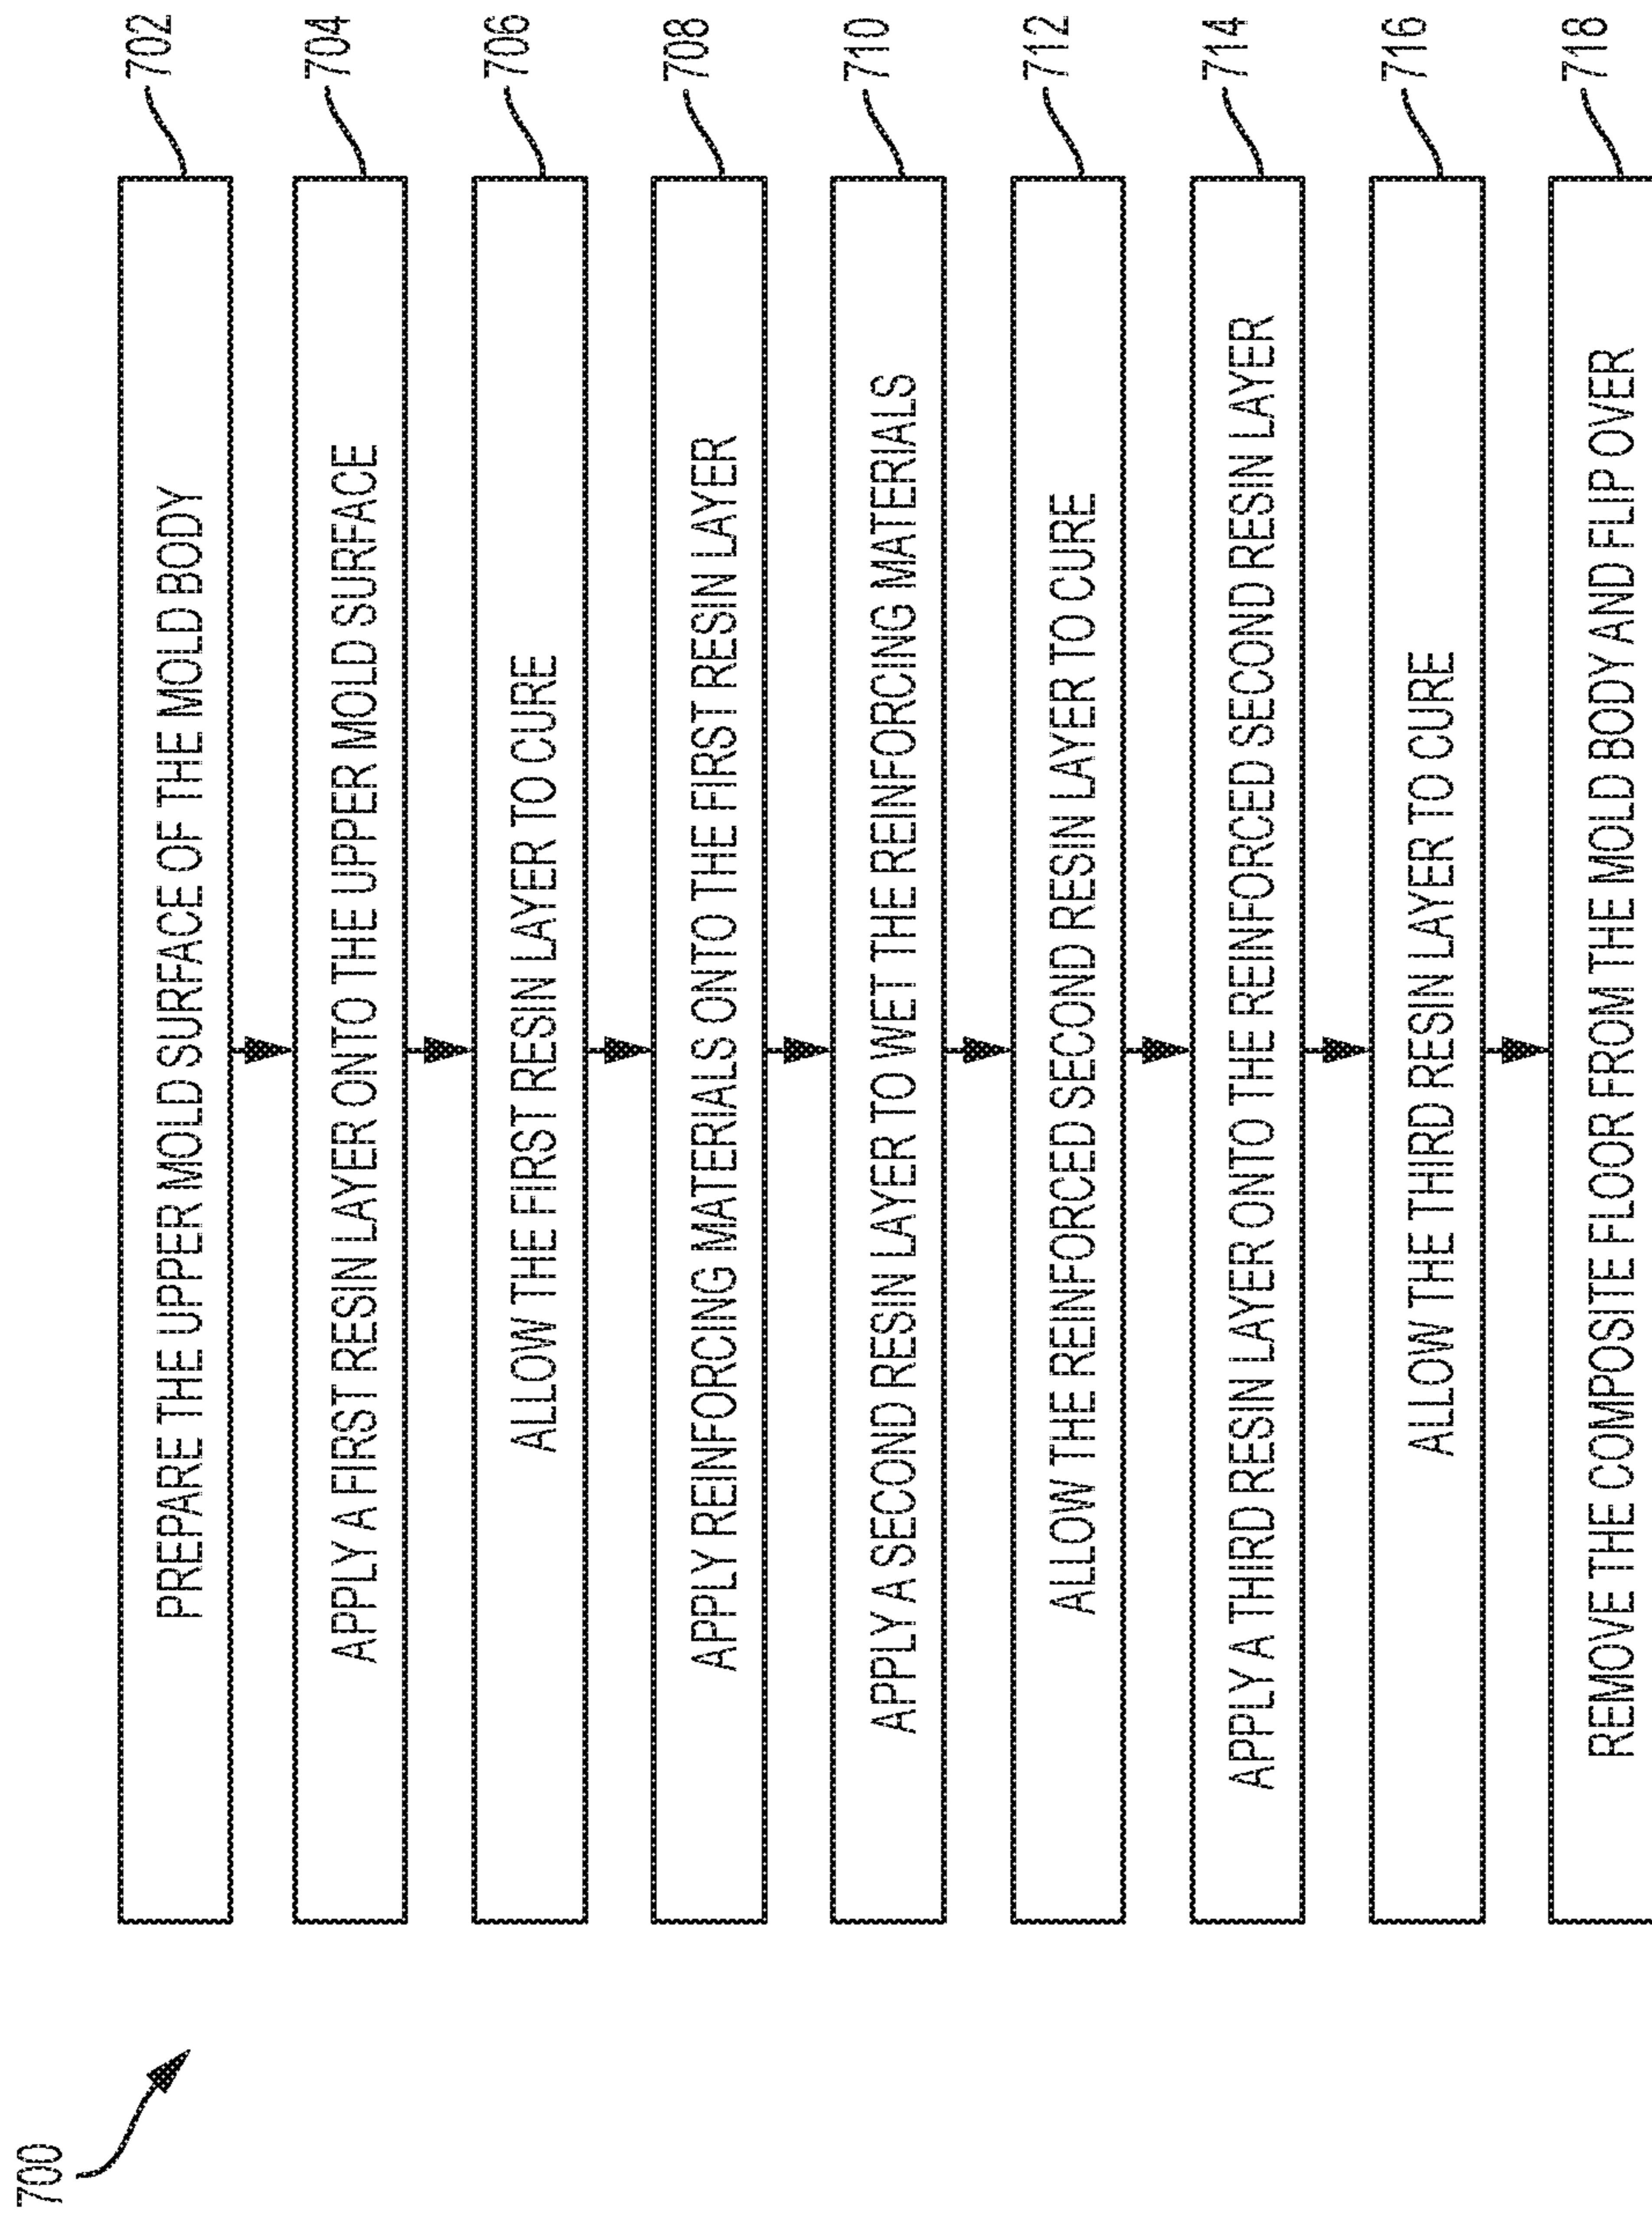 700
PREPARE THE UPPER MOLD SURFACE OF THE MOLD BODY
702
APPLY A FIRST RESIN LAYER ONTO THE UPPER MOLD SURFACE
704
ALLOW THE FIRST RESIN LAYER TO CURE
706
APPLY REINFORCING MATERIALS ONTO THE FIRST RESIN LAYER
708
APPLY A SECOND RESIN LAYER TO WET THE REINFORCING MATERIALS
710
ALLOW THE REINFORCED SECOND RESIN LAYER TO CURE
712
APPLY A THIRD RESIN LAYER ONTO THE REINFORCED SECOND RESIN LAYER
714
ALLOW THE THIRD RESIN LAYER TO CURE
716
REMOVE THE COMPOSITE FLOOR FROM THE MOLD BODY AND FLIP OVER
718